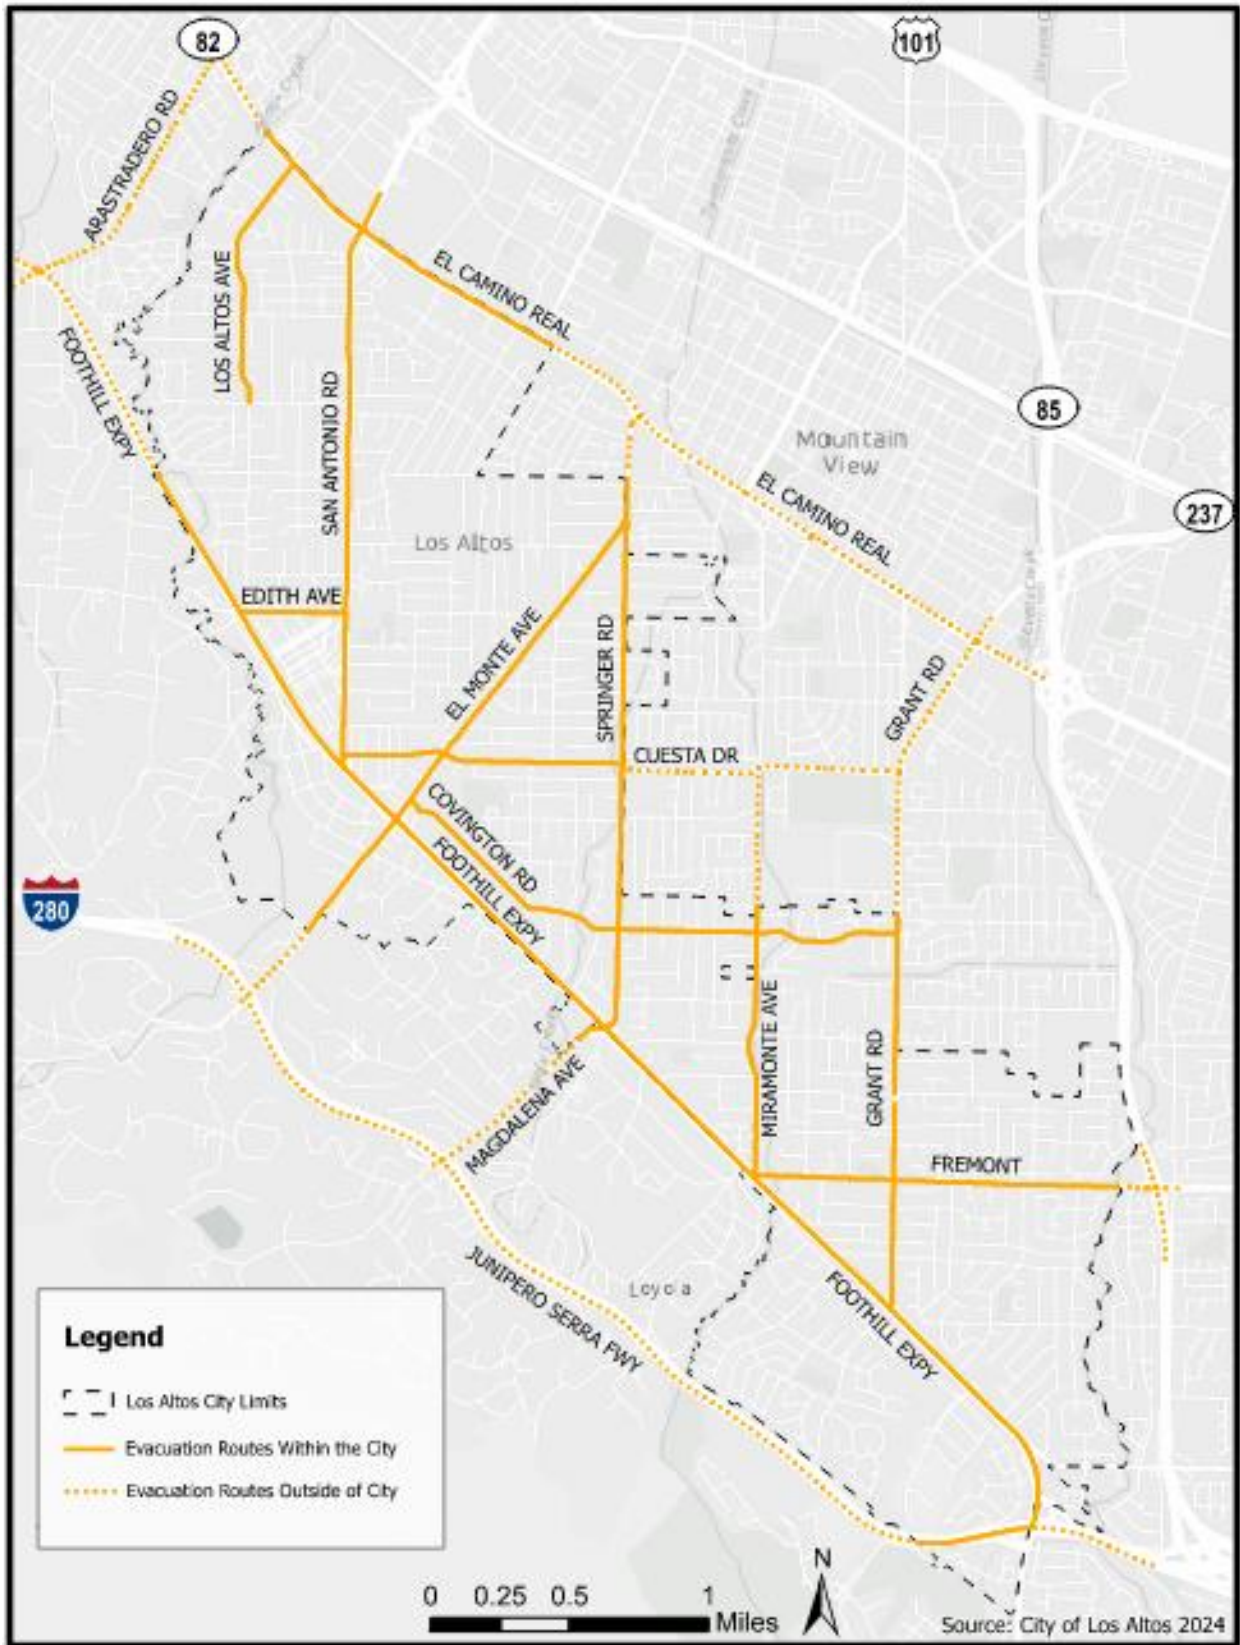 82
101
ARASTRADERO RD
EL CAMINO REAL
LOS ALTOS AVE
FOOTHILL EXPY
SAN ANTONIO RD
85
Mountain
View
EL CAMINO REAL
237
Los Altos
EDITH AVE
EL MONTE AVE
SPRINGER RD
GRANT RD
CUESTA DR
COVINGTON RD
FOOTHILL EXPY
280
MIRAMONTE AVE
GRANT RD
MAGDALENA AVE
FREMONT
JUNIPERO SERRA FWY
Loyola
FOOTHILL EXPY
Legend
Los Altos City Limits
Evacuation Routes Within the City
Evacuation Routes Outside of City
N
0 0.25 0.5 1
Miles
Source: City of Los Altos 2024